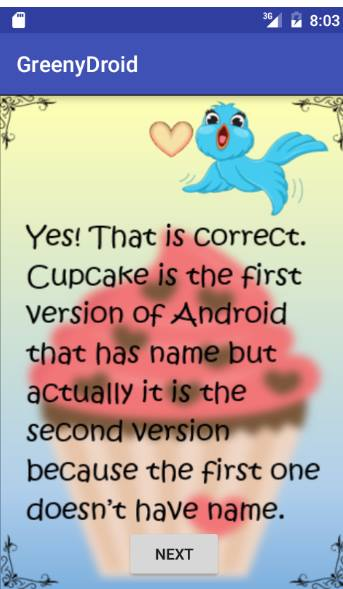 3G 8:03
GreenyDroid
Yes! That is correct.
Cupcake is the first
version of Android
that has name but
actually it is the
second version
because the first one
doesn't have name.
NEXT